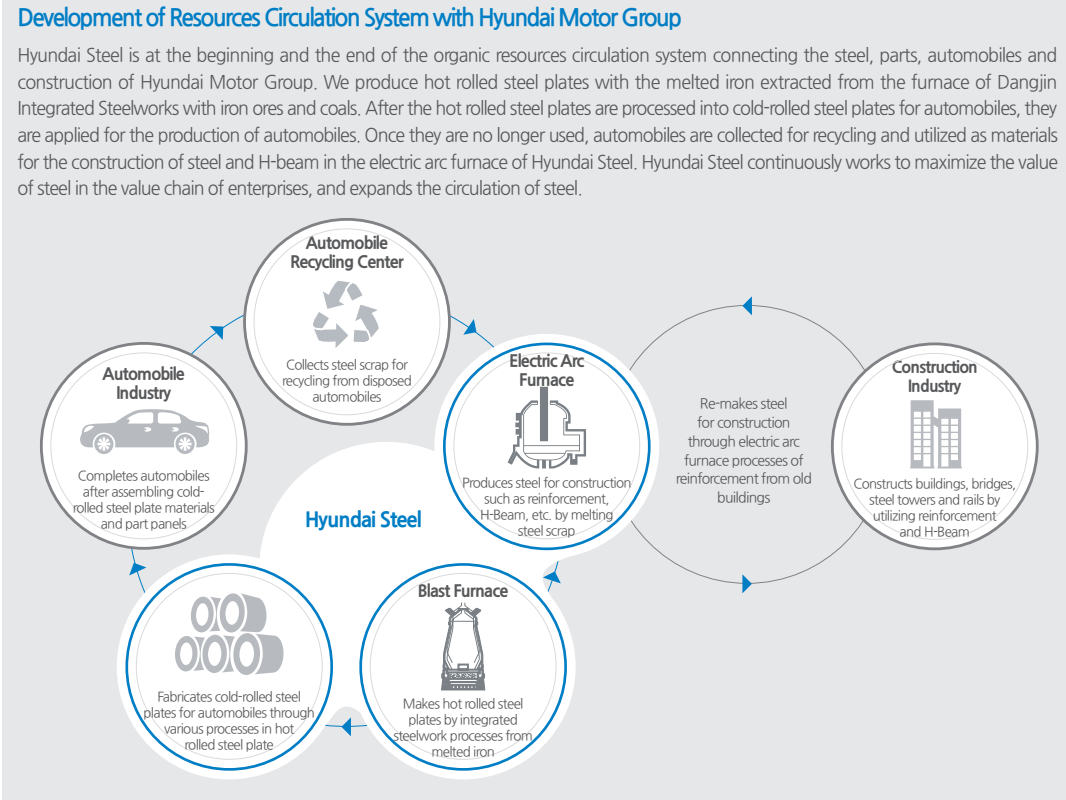 Development of Resources Circulation System with Hyundai Motor Group
Hyundai Steel is at the beginning and the end of the organic resources circulation system connecting the steel, parts, automobiles and
construction of Hyundai Motor Group. We produce hot rolled steel plates with the melted iron extracted from the furnace of Dangjin
Integrated Steelworks with iron ores and coals. After the hot rolled steel plates are processed into cold-rolled steel plates for automobiles, they
are applied for the production of automobiles. Once they are no longer used, automobiles are collected for recycling and utilized as materials
for the construction of steel and H-beam in the electric arc furnace of Hyundai Steel. Hyundai Steel continuously works to maximize the value
of steel in the value chain of enterprises, and expands the circulation of steel.
Automobile
Recycling Center
Collects steel scrap for
recycling from disposed
automobiles
Automobile
Industry
Completes automobiles
after assembling cold-
rolled steel plate materials
and part panels
Electric Arc
Furnace
Produces steel for construction
such as reinforcement,
H-Beam, etc. by melting
steel scrap
Re-makes steel
for construction
through electric arc
furnace processes of
reinforcement from old
buildings
Construction
Industry
Constructs buildings, bridges,
steel towers and rails by
utilizing reinforcement
and H-Beam
Hyundai Steel
Fabricates cold-rolled steel
plates for automobiles through
various processes in hot
rolled steel plate
Blast Furnace
Makes hot rolled steel
plates by integrated
steelwork processes from
melted iron